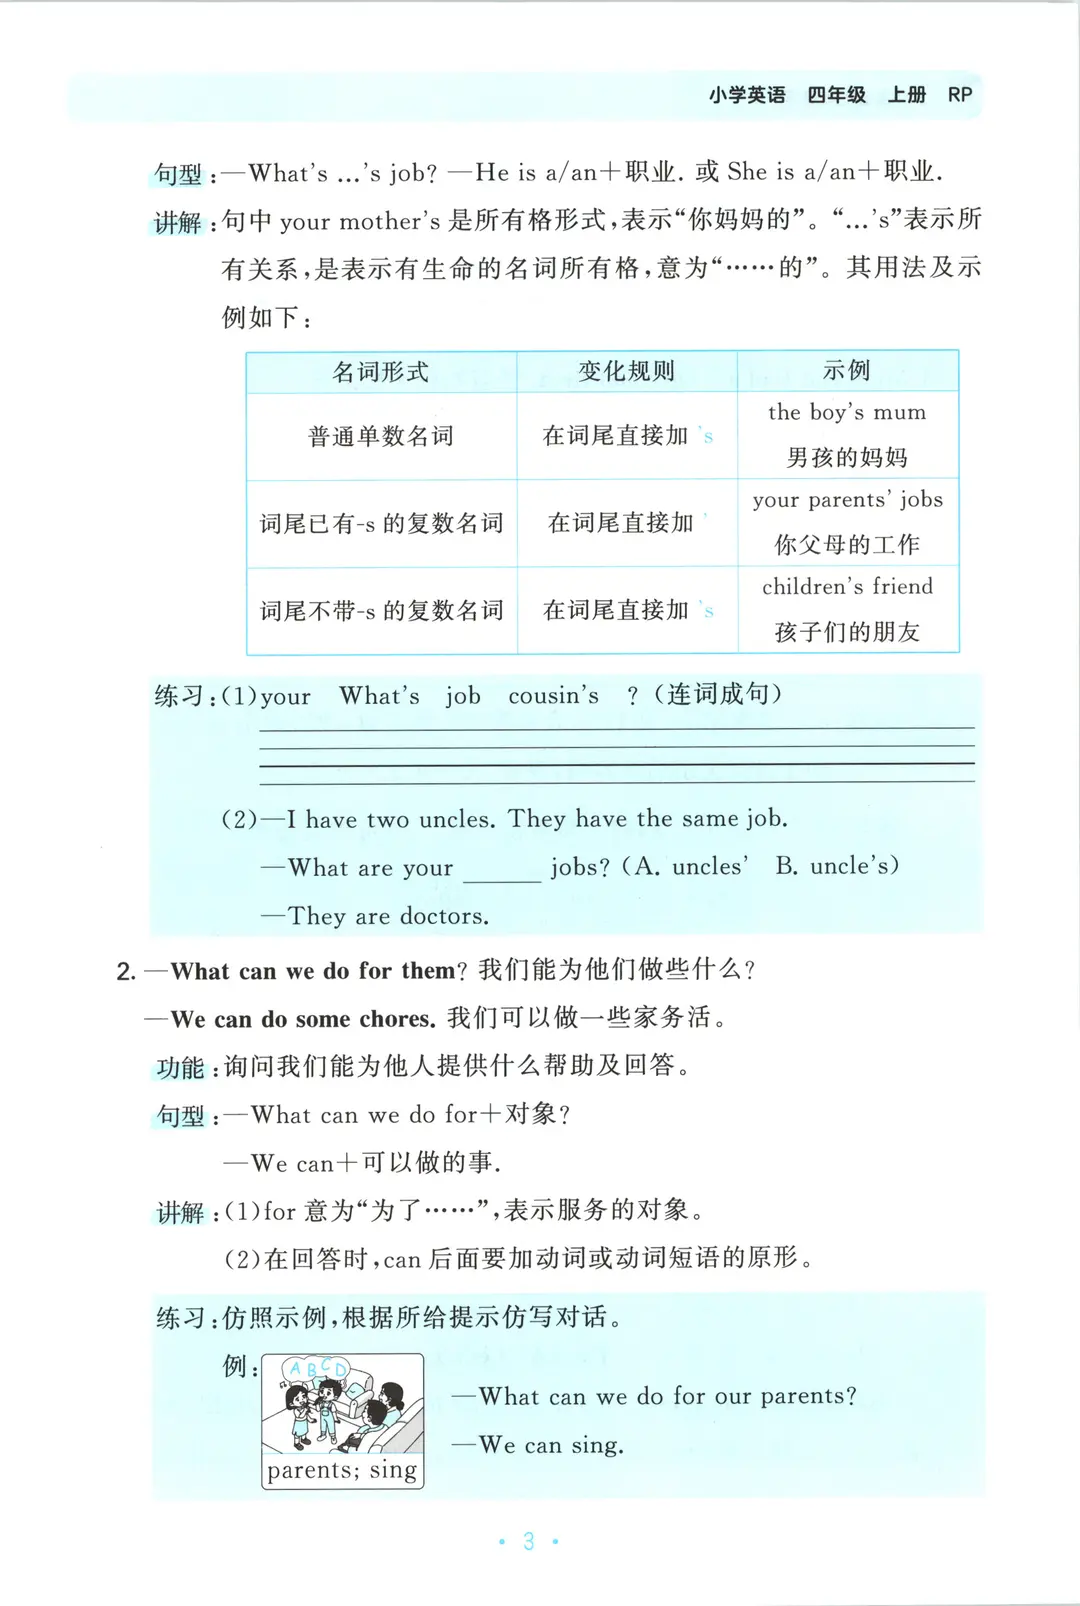 小学英语 四年级 上册 RP
句型:—What's …'s job? —He is a/an+职业. 或 She is a/an+职业.
讲解:句中 your mother's 是所有格形式,表示“你妈妈的”。“…'s”表示所
有关系,是表示有生命的名词所有格,意为“……的”。其用法及示
例如下:
名词形式 变化规则 示例
普通单数名词 在词尾直接加 's the boy's mum
男孩的妈妈
词尾已有-s 的复数名词 在词尾直接加 ' your parents' jobs
你父母的工作
词尾不带-s 的复数名词 在词尾直接加 's children's friend
孩子们的朋友
练习:(1)your What's job cousin's ?(连词成句)
(2)—I have two uncles. They have the same job.
—What are your ______ jobs?(A. uncles' B. uncle's)
—They are doctors.
2. —What can we do for them? 我们能为他们做些什么?
—We can do some chores. 我们可以做一些家务活。
功能:询问我们能为他人提供什么帮助及回答。
句型:—What can we do for+对象?
—We can+可以做的事.
讲解:(1)for 意为“为了……”,表示服务的对象。
(2)在回答时,can 后面要加动词或动词短语的原形。
练习:仿照示例,根据所给提示仿写对话。
例:
A B C D
parents; sing
—What can we do for our parents?
—We can sing.
· 3 ·